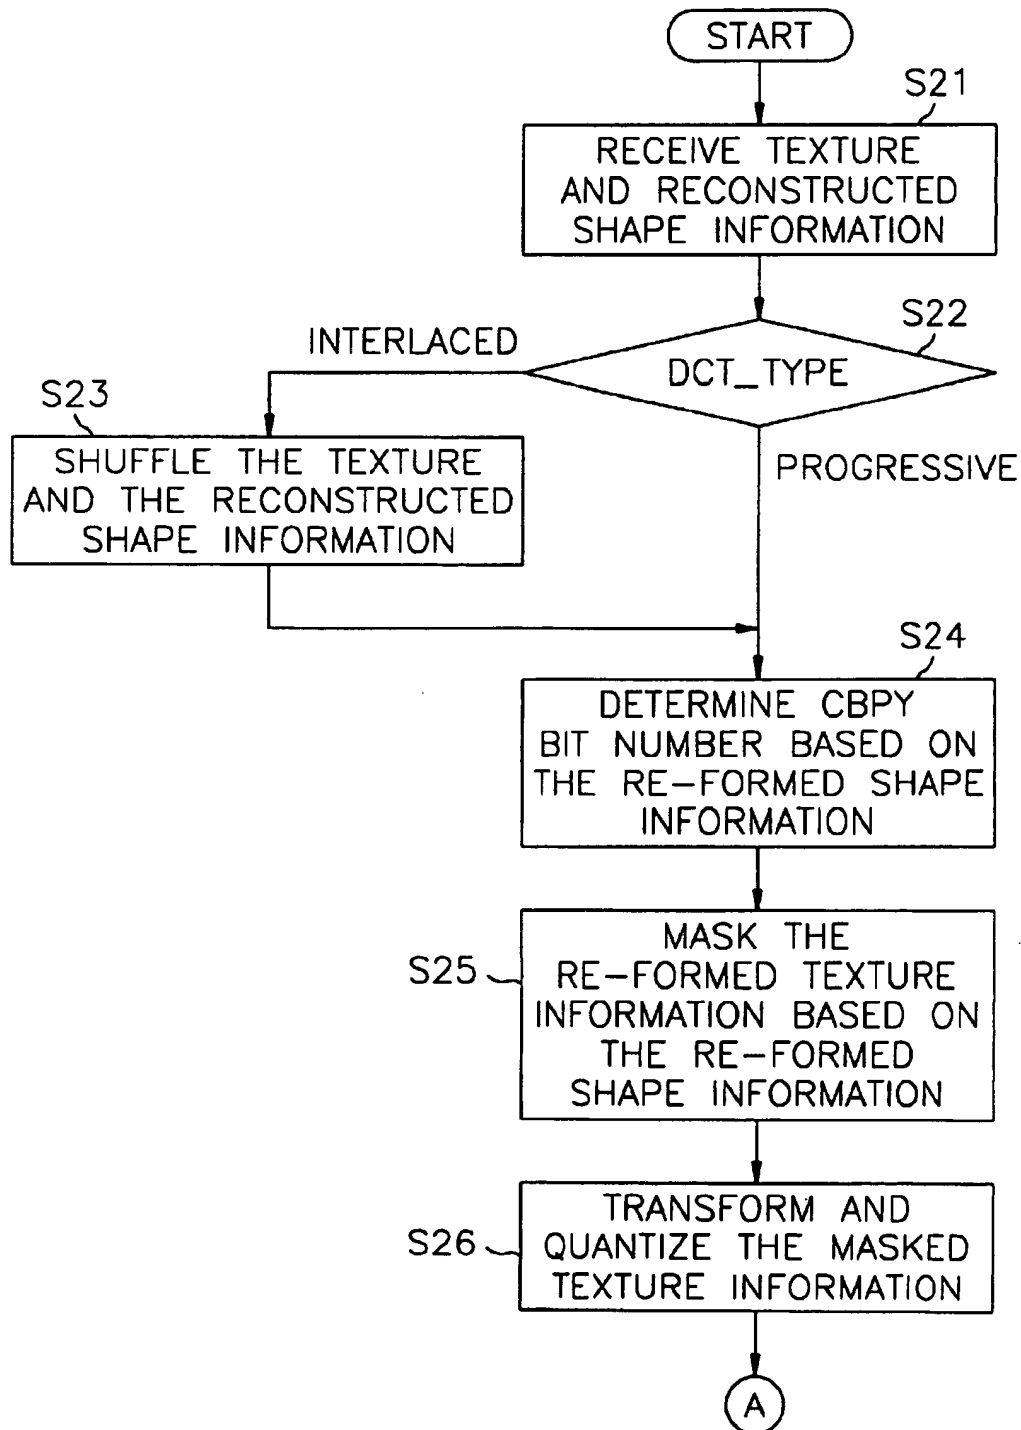 START
S21
RECEIVE TEXTURE
AND RECONSTRUCTED
SHAPE INFORMATION
S22
INTERLACED
DCT_TYPE
S23
PROGRESSIVE
SHUFFLE THE TEXTURE
AND THE RECONSTRUCTED
SHAPE INFORMATION
S24
DETERMINE CBPY
BIT NUMBER BASED ON
THE RE-FORMED SHAPE
INFORMATION
S25
MASK THE
RE-FORMED TEXTURE
INFORMATION BASED ON
THE RE-FORMED
SHAPE INFORMATION
S26
TRANSFORM AND
QUANTIZE THE MASKED
TEXTURE INFORMATION
A